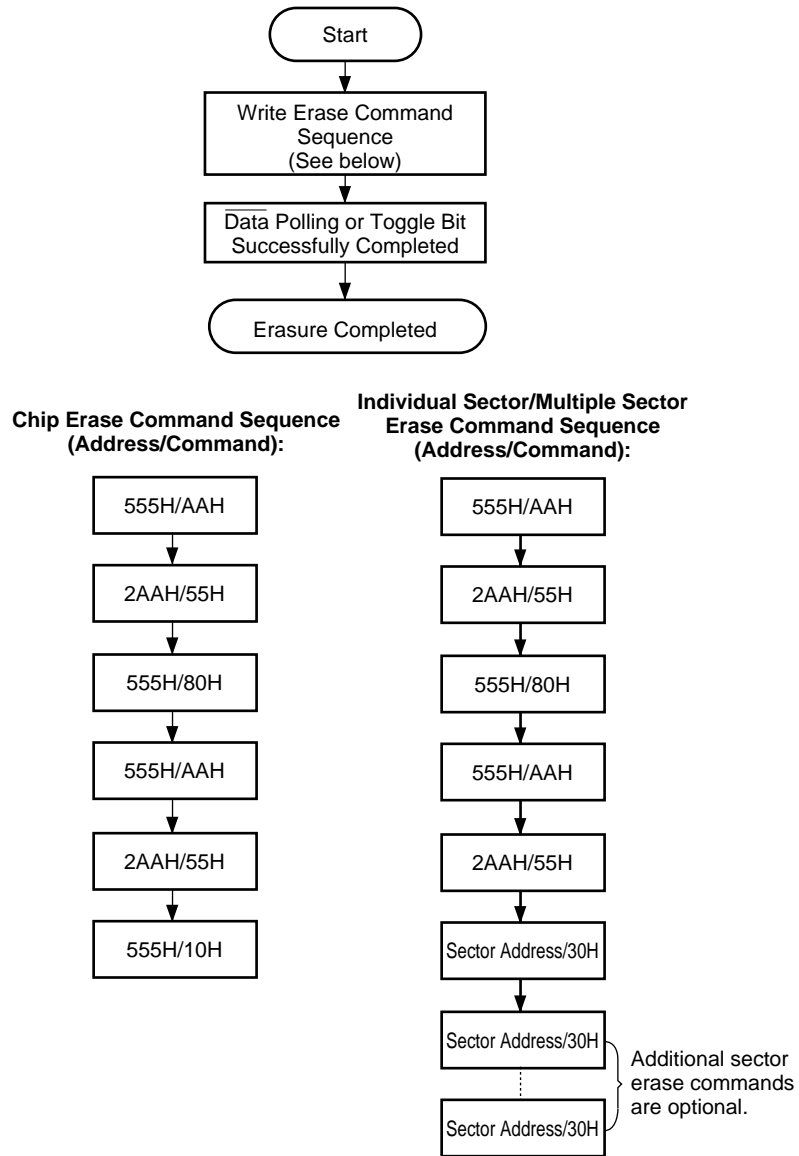 Start
Write Erase Command
Sequence
(See below)
Data Polling or Toggle Bit
Successfully Completed
Erasure Completed
Chip Erase Command Sequence
(Address/Command):
555H/AAH
2AAH/55H
555H/80H
555H/AAH
2AAH/55H
555H/10H
Individual Sector/Multiple Sector
Erase Command Sequence
(Address/Command):
555H/AAH
2AAH/55H
555H/80H
555H/AAH
2AAH/55H
Sector Address/30H
Sector Address/30H
Sector Address/30H
Additional sector
erase commands
are optional.